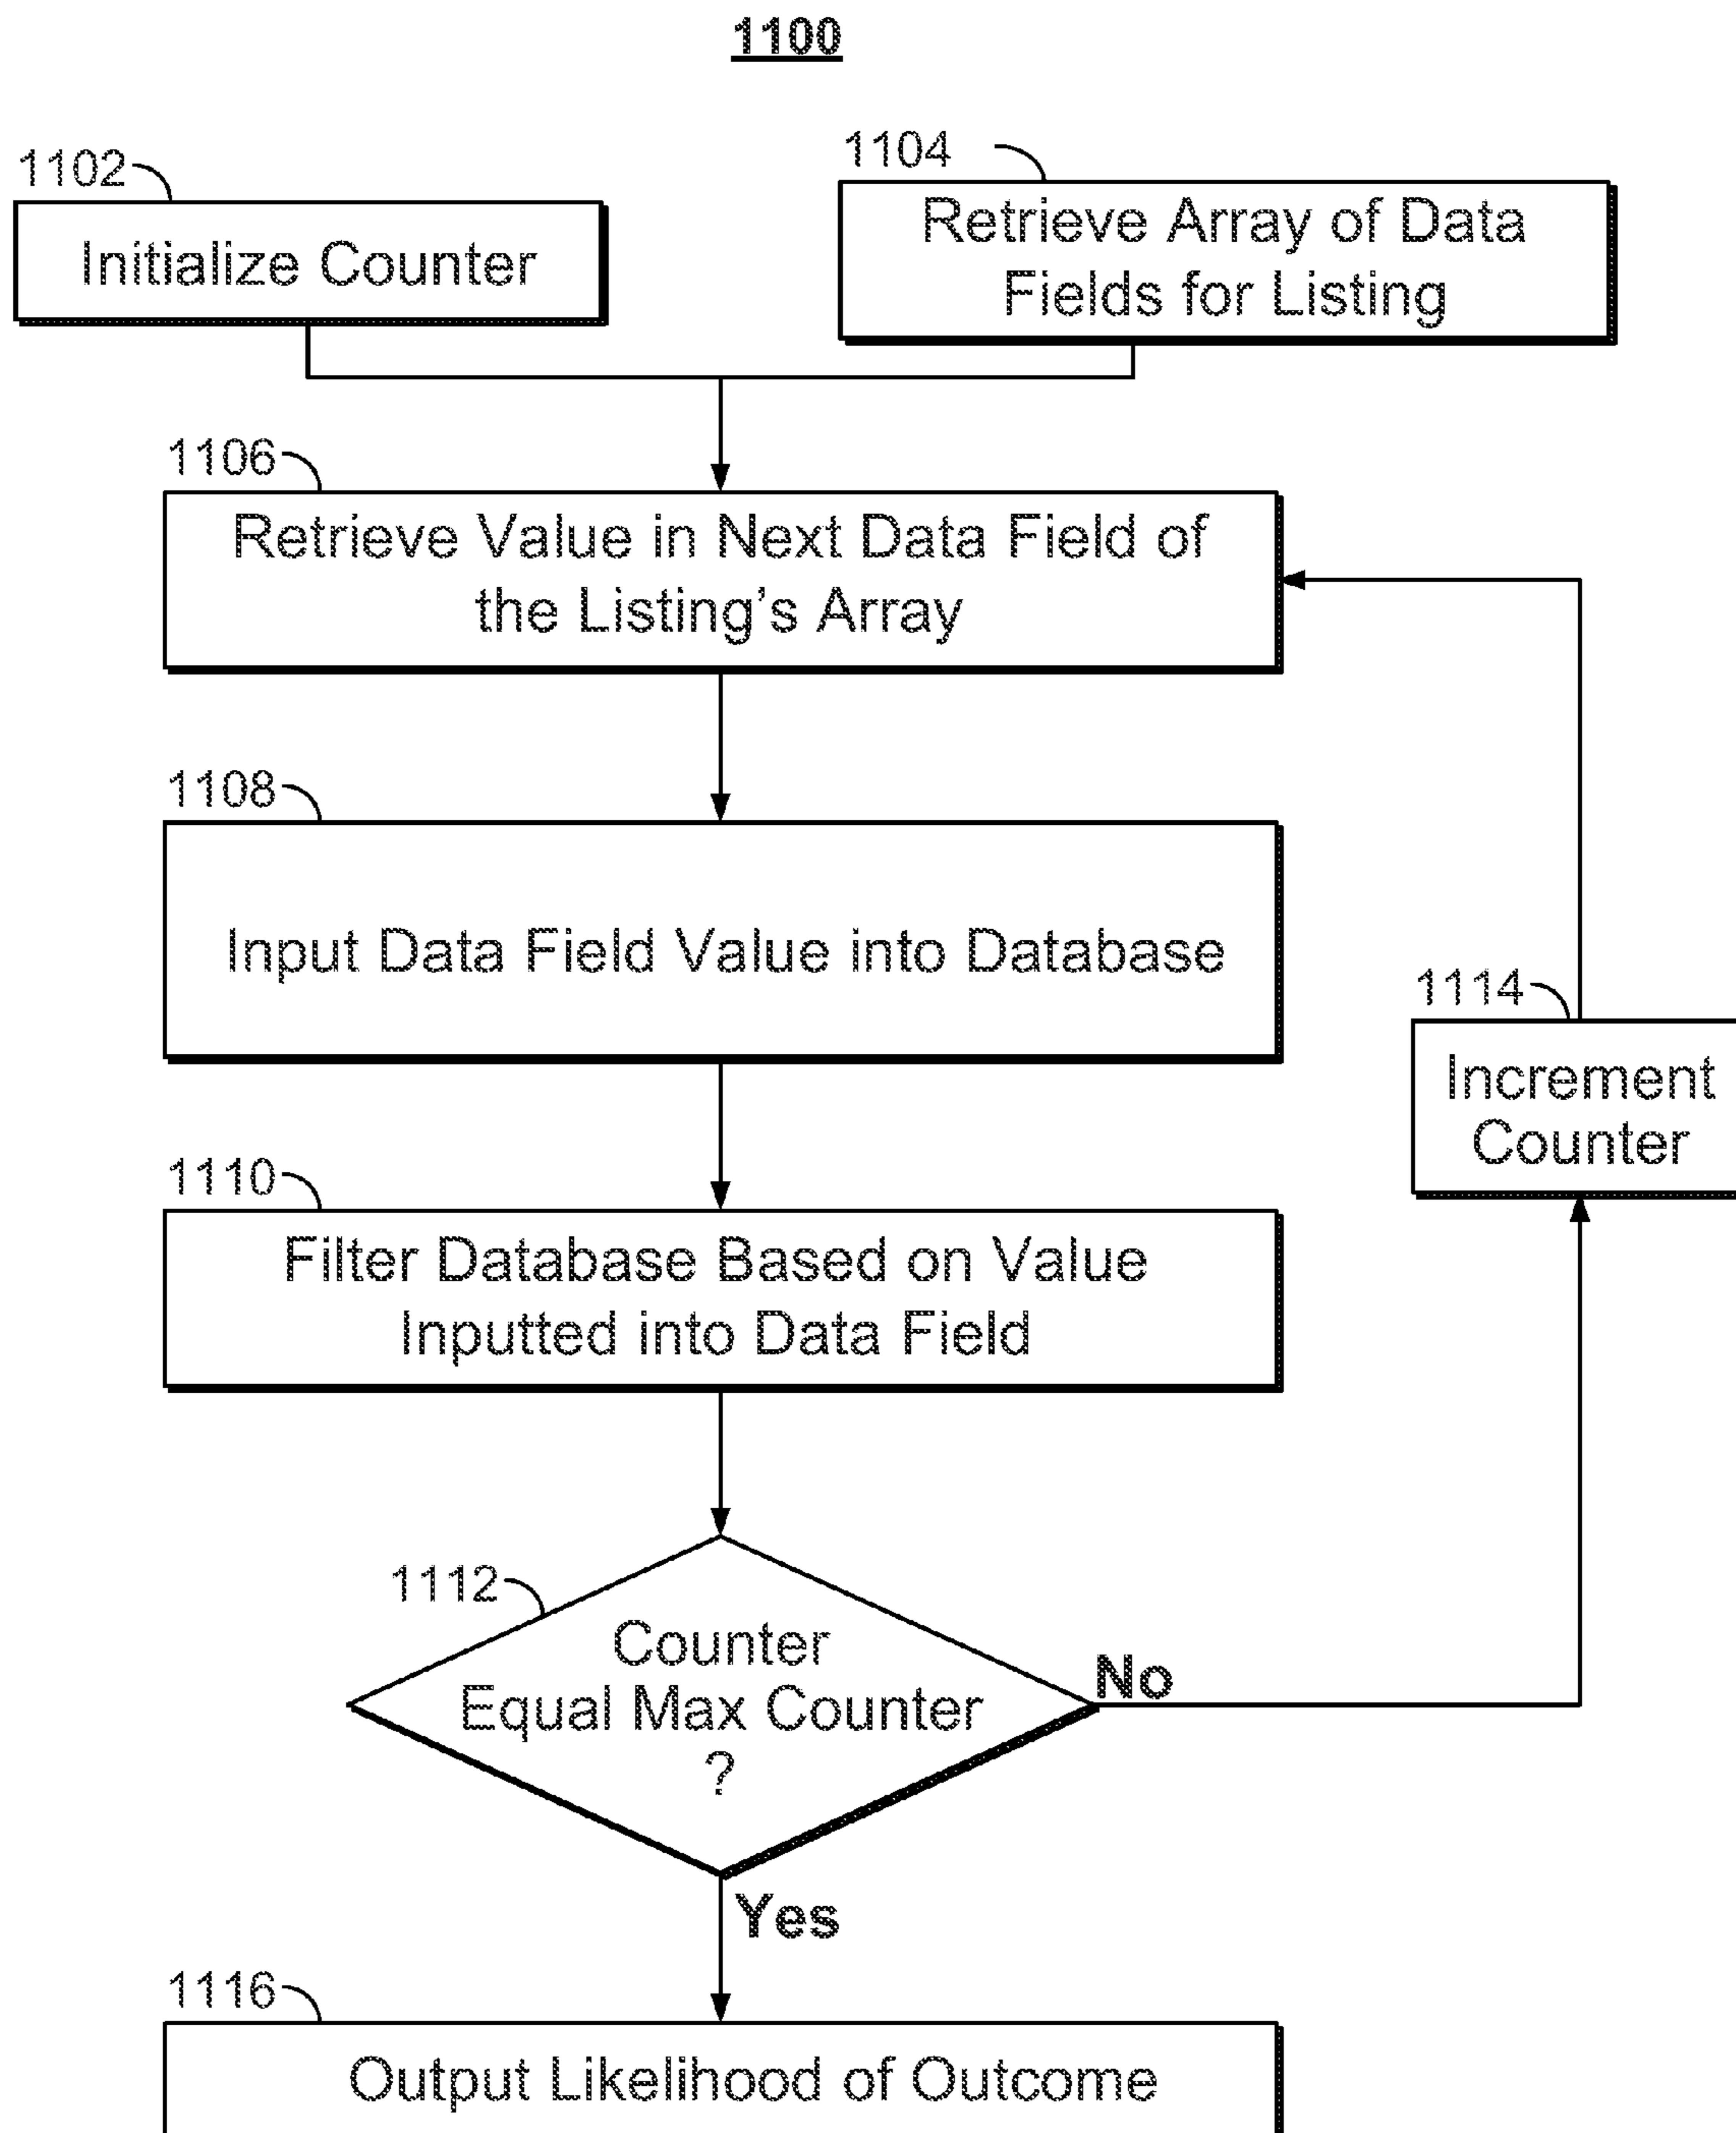 1100
1102
Initialize Counter
1104
Retrieve Array of Data
Fields for Listing
1106
Retrieve Value in Next Data Field of
the Listing's Array
1108
Input Data Field Value into Database
1114
Increment
Counter
1110
Filter Database Based on Value
Inputted into Data Field
1112
Counter
Equal Max Counter
?
No
Yes
1116
Output Likelihood of Outcome